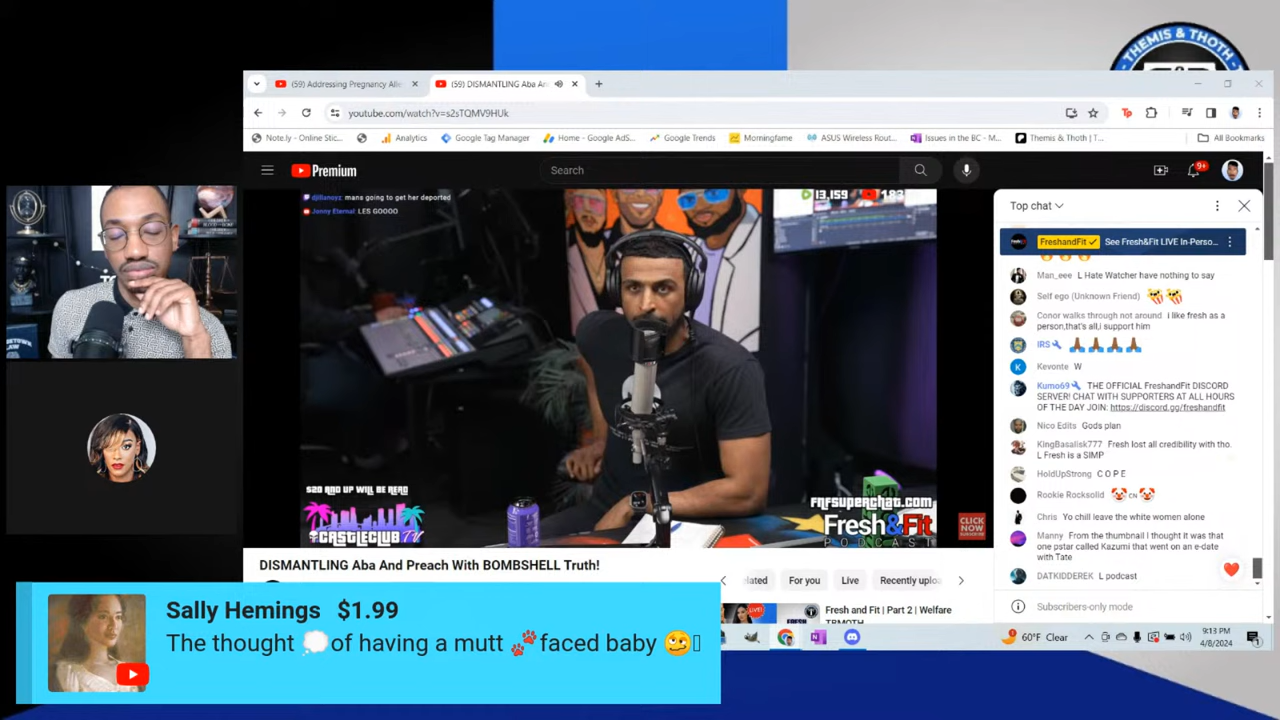 THEMIS & THOTH
(59) Addressing Pregnancy Alle
(59) DISMANTLING Aba An
youtube.com/watch?v=s2sTQMV9HUk
Note.ly - Online Stic...
Analytics
Google Tag Manager
Home - Google AdS...
Google Trends
Morningfame
ASUS Wireless Rout...
Issues in the BC - M...
Themis & Thoth | T...
All Bookmarks
Premium
Search
9+
djllancyz mans going to get her deported
Jenny Eternal LES GOOOO
13,159
183
Top chat
FreshandFit See Fresh&Fit LIVE In-Perso...
Man_eee L Hate Watcher have nothing to say
Self ego (Unknown Friend)
Conor walks through not around i like fresh as a
person,that's all,i support him
IRS
Kevonte W
Kumo69 THE OFFICIAL FreshandFit DISCORD
SERVER! CHAT WITH SUPPORTERS AT ALL HOURS
OF THE DAY JOIN: https://discord.gg/freshandfit
Nico Edits Gods plan
KingBasalisk777 Fresh lost all credibility with tho.
L Fresh is a SIMP
HoldUpStrong C O P E
Rookie Rocksolid CN
Chris Yo chill leave the white women alone
Manny From the thumbnail I thought it was that
one pstar called Kazumi that went on an e-date
with Tate
DATKIDDEREK L podcast
Subscribers-only mode
$20 AND UP WILL BE READ
CASTLECLUB TV
FNFSUPERCHAT.COM
Fresh&Fit
PODCAST
CLICK
NOW
SUBSCRIBE
DISMANTLING Aba And Preach With BOMBSHELL Truth!
lated
For you
Live
Recently uploa
Fresh and Fit | Part 2 | Welfare
60°F Clear
9:13 PM
4/8/2024
Sally Hemings $1.99
The thought 💭of having a mutt 🐾faced baby 🥴